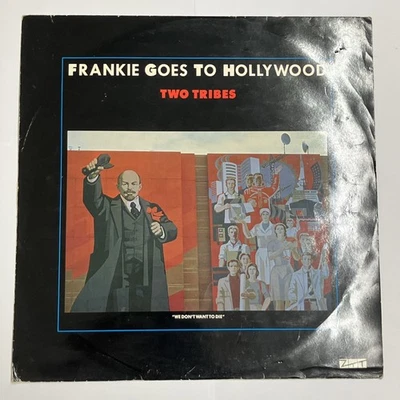 FRANKIE GOES TO HOLLYWOOD
TWO TRIBES
"WE DON'T WANT TO DIE"